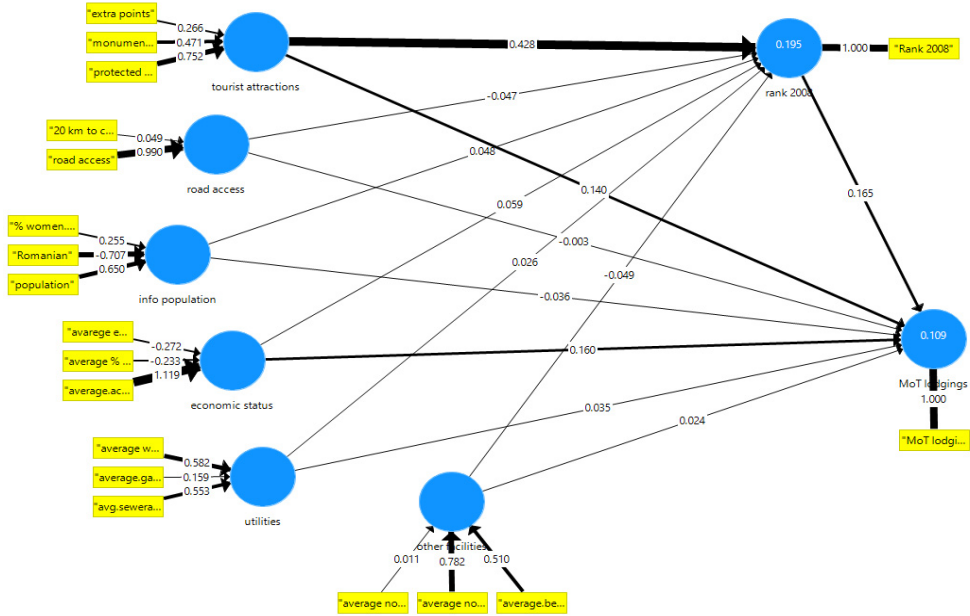 "extra points"
0.266
"monumen...
0.471
"protected ...
0.752
tourist attractions
0.428
0.195
rank 2008
1.000
"Rank 2008"
"20 km to c...
0.049
"road access"
0.990
road access
-0.047
0.048
0.140
0.165
0.059
-0.003
"% women....
0.255
"Romanian"
-0.707
"population"
0.650
info population
0.026
-0.049
-0.036
"avarege e...
-0.272
"average % ...
-0.233
"average.ac...
1.119
economic status
0.160
0.109
MoT lodgings
1.000
"MoT lodgi...
0.035
0.024
"average w...
0.582
"average.ga...
0.159
"avg.sewera...
0.553
utilities
other facilities
0.011
0.782
0.510
"average no...
"average no...
"average.be...